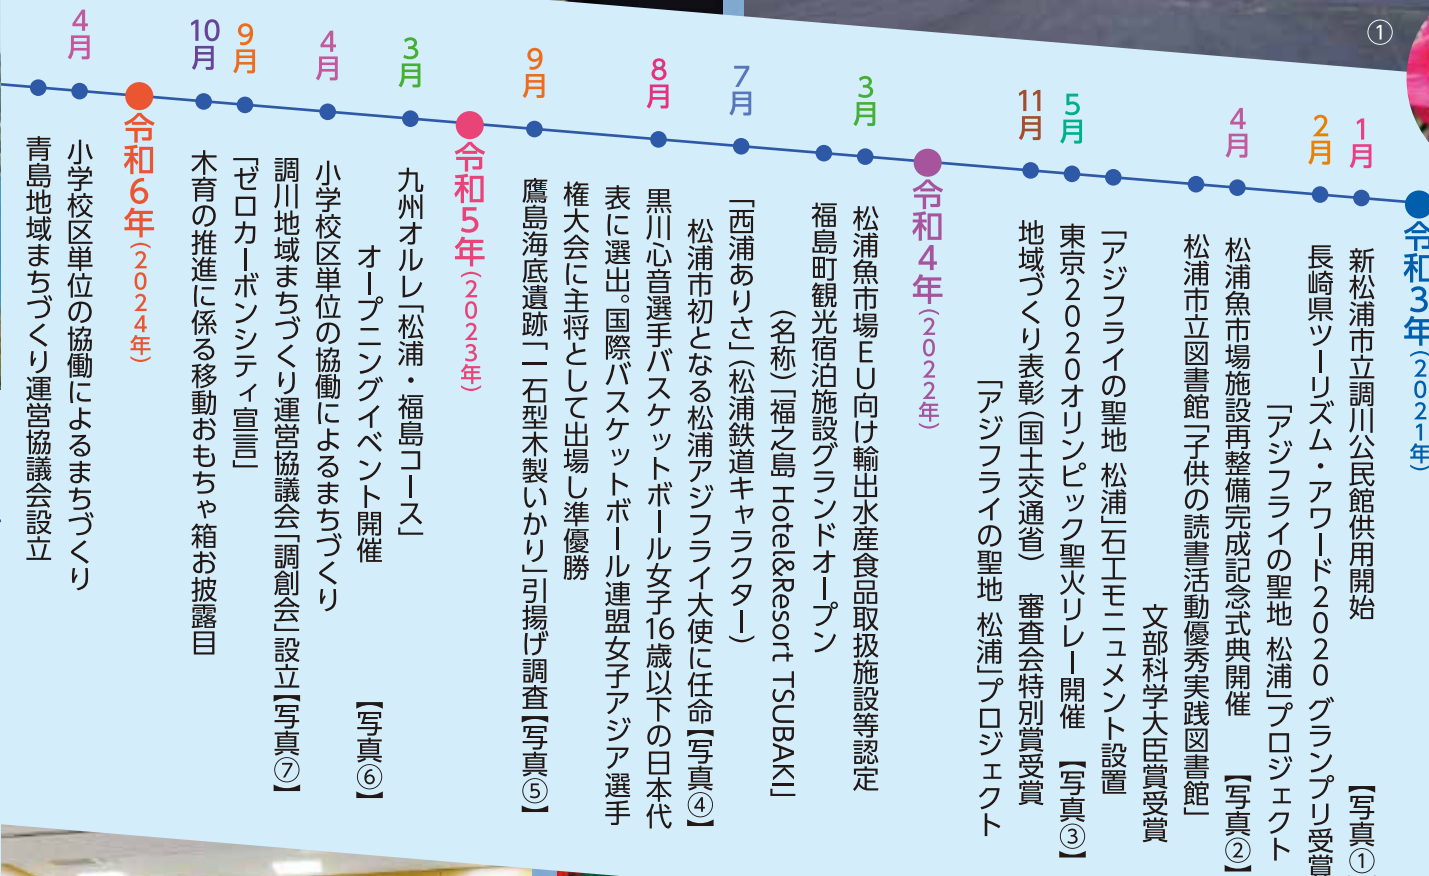 ①
令和3年(2021年)
1月
新松浦市立調川公民館供用開始 【写真①】
2月
長崎県ツーリズム・アワード2020 グランプリ受賞
「アジフライの聖地 松浦」プロジェクト
4月
松浦魚市場施設再整備完成記念式典開催 【写真②】
松浦市立図書館「子供の読書活動優秀実践図書館」
文部科学大臣賞受賞
「アジフライの聖地 松浦」石工モニュメント設置
5月
東京2020オリンピック聖火リレー開催 【写真③】
11月
地域づくり表彰(国土交通省) 審査会特別賞受賞
「アジフライの聖地 松浦」プロジェクト
令和4年(2022年)
3月
松浦魚市場EU向け輸出水産食品取扱施設等認定
福島町観光宿泊施設グランドオープン
(名称)「福之島 Hotel&Resort TSUBAKI」
7月
「西浦ありさ」(松浦鉄道キャラクター)
松浦市初となる松浦アジフライ大使に任命【写真④】
8月
黒川心音選手バスケットボール女子16歳以下の日本代
表に選出。国際バスケットボール連盟女子アジア選手
権大会に主将として出場し準優勝
9月
鷹島海底遺跡「一石型木製いかり」引揚げ調査【写真⑤】
令和5年(2023年)
3月
九州オルレ「松浦・福島コース」
オープニングイベント開催 【写真⑥】
4月
小学校区単位の協働によるまちづくり
調川地域まちづくり運営協議会「調創会」設立【写真⑦】
9月
「ゼロカーボンシティ宣言」
10月
木育の推進に係る移動おもちゃ箱お披露目
令和6年(2024年)
4月
小学校区単位の協働によるまちづくり
青島地域まちづくり運営協議会設立